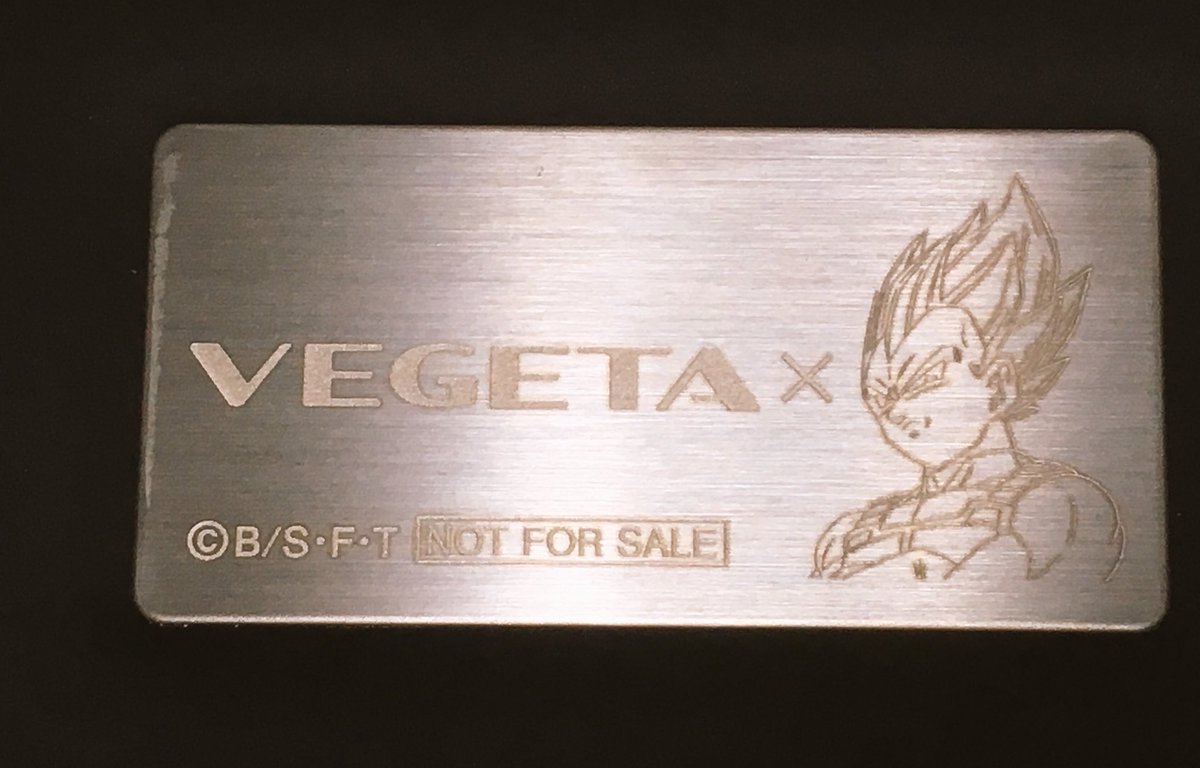 VEGETA×
©B/S・F・T NOT FOR SALE